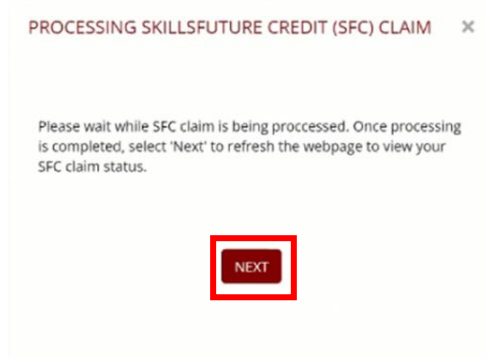 PROCESSING SKILLSFUTURE CREDIT (SFC) CLAIM ×
Please wait while SFC claim is being proccessed. Once processing
is completed, select 'Next' to refresh the webpage to view your
SFC claim status.
NEXT